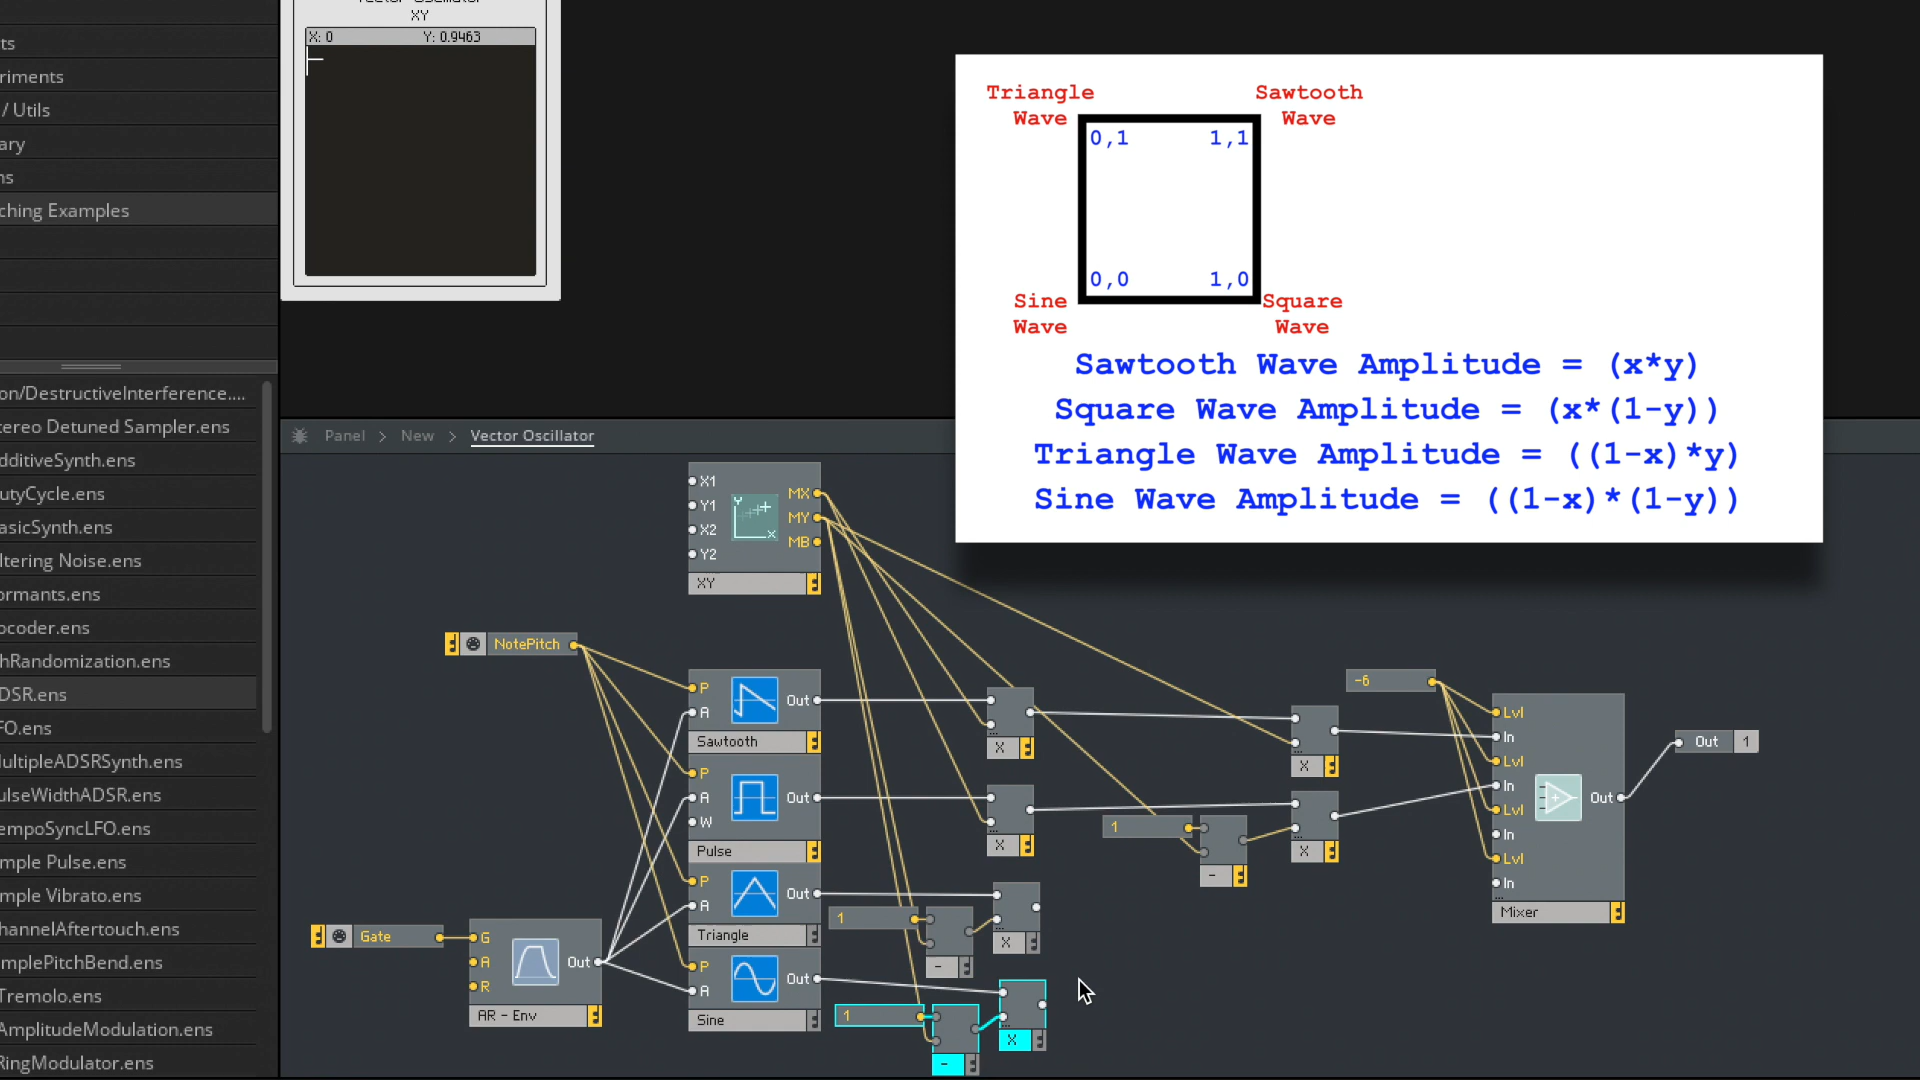 XY
X: 0 Y: 0.9463
ts
riments
/ Utils
ary
ns
ching Examples
on/DestructiveInterference....
tereo Detuned Sampler.ens
dditiveSynth.ens
utyCycle.ens
asicSynth.ens
ltering Noise.ens
ormants.ens
ocoder.ens
hRandomization.ens
DSR.ens
FO.ens
MultipleADSRSynth.ens
ulseWidthADSR.ens
empoSyncLFO.ens
mple Pulse.ens
mple Vibrato.ens
hannelAftertouch.ens
mplePitchBend.ens
Tremolo.ens
AmplitudeModulation.ens
RingModulator.ens
Triangle Wave
Sawtooth Wave
0,1 1,1
0,0 1,0
Sine Wave
Square Wave
Sawtooth Wave Amplitude = (x*y)
Square Wave Amplitude = (x*(1-y))
Triangle Wave Amplitude = ((1-x)*y)
Sine Wave Amplitude = ((1-x)*(1-y))
Panel > New > Vector Oscillator
X1 MX
Y1 MY
X2 MB
Y2
XY
NotePitch
P Out
A
Sawtooth
P
A Out
W
Pulse
P Out
A
Triangle
P Out
A
Sine
Gate
G
A Out
R
AR - Env
X
X
1
-
X
1
-
X
1
-
X
X
-6
Lvl
In
Lvl
In
Lvl
In
Lvl
In
Out
Mixer
Out 1